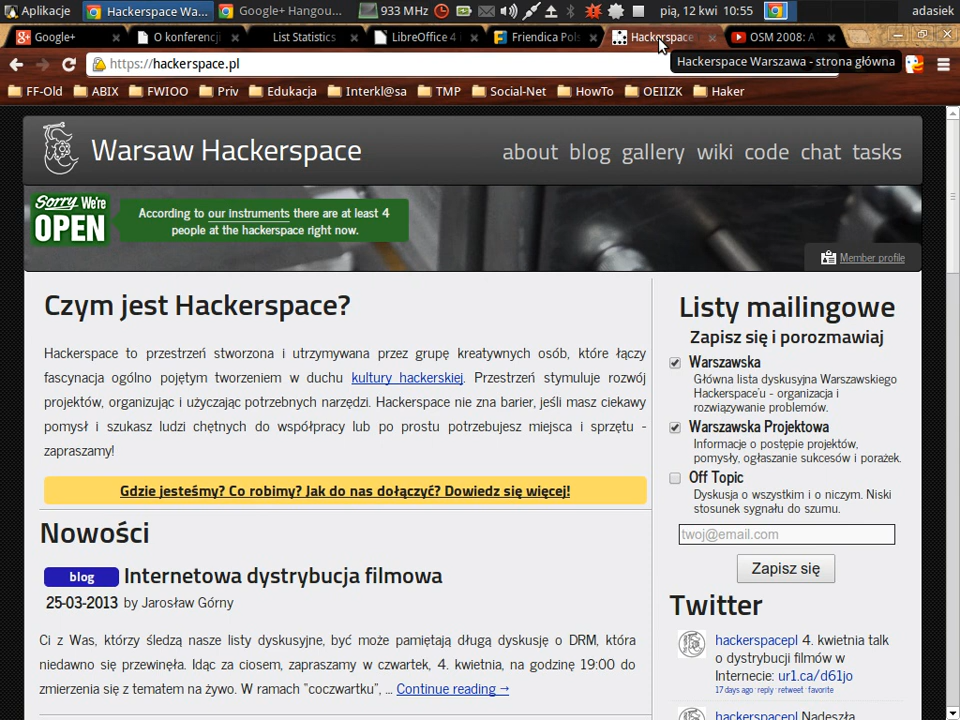 Aplikacje
Hackerspace Wa...
Google+ Hangou...
933 MHz
pią, 12 kwi 10:55
adasiek
Google+
O konferencji
List Statistics
LibreOffice 4
Friendica Pols
Hackerspace
OSM 2008: A
https://hackerspace.pl
Hackerspace Warszawa - strona główna
FF-Old
ABIX
FWIOO
Priv
Edukacja
Interkl@sa
TMP
Social-Net
HowTo
OEIIZK
Haker
Warsaw Hackerspace
about blog gallery wiki code chat tasks
Sorry We're
OPEN
According to our instruments there are at least 4
people at the hackerspace right now.
Member profile
Czym jest Hackerspace?
Hackerspace to przestrzeń stworzona i utrzymywana przez grupę kreatywnych osób, które łączy
fascynacja ogólno pojętym tworzeniem w duchu kultury hackerskiej. Przestrzeń stymuluje rozwój
projektów, organizując i użyczając potrzebnych narzędzi. Hackerspace nie zna barier, jeśli masz ciekawy
pomysł i szukasz ludzi chętnych do współpracy lub po prostu potrzebujesz miejsca i sprzętu -
zapraszamy!
Gdzie jesteśmy? Co robimy? Jak do nas dołączyć? Dowiedz się więcej!
Nowości
blog Internetowa dystrybucja filmowa
25-03-2013 by Jarosław Górny
Ci z Was, którzy śledzą nasze listy dyskusyjne, być może pamiętają długą dyskusję o DRM, która
niedawno się przewinęła. Idąc za ciosem, zapraszamy w czwartek, 4. kwietnia, na godzinę 19:00 do
zmierzenia się z tematem na żywo. W ramach "coczwartku", ... Continue reading →
Listy mailingowe
Zapisz się i porozmawiaj
Warszawska
Główna lista dyskusyjna Warszawskiego
Hackerspace'u - organizacja i
rozwiązywanie problemów.
Warszawska Projektowa
Informacje o postępie projektów,
pomysły, ogłaszanie sukcesów i porażek.
Off Topic
Dyskusja o wszystkim i o niczym. Niski
stosunek sygnału do szumu.
twoj@email.com
Zapisz się
Twitter
hackerspacepl 4. kwietnia talk
o dystrybucji filmów w
Internecie: ur1.ca/d61jo
17 days ago · reply · retweet · favorite
hackerspacepl Nadeszła